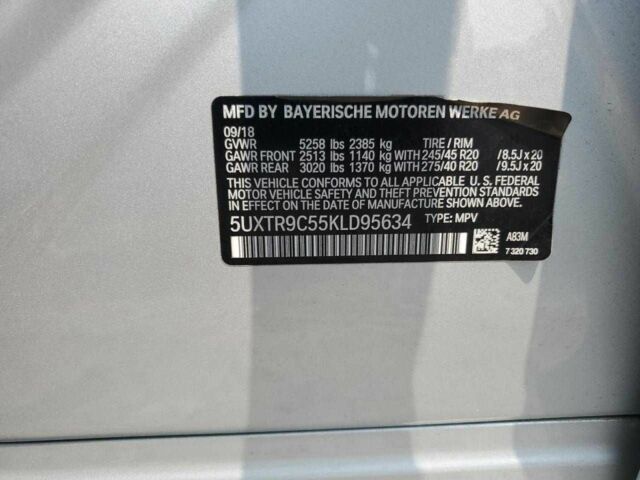 MFD BY BAYERISCHE MOTOREN WERKE AG
09/18
GVWR 5258 lbs 2385 kg TIRE / RIM
GAWR FRONT 2513 lbs 1140 kg WITH 245/45 R20 /8.5J x 20
GAWR REAR 3020 lbs 1370 kg WITH 275/40 R20 /9.5J x 20
THIS VEHICLE CONFORMS TO ALL APPLICABLE U.S. FEDERAL
MOTOR VEHICLE SAFETY AND THEFT PREVENTION STANDARDS
IN EFFECT ON THE DATE OF MANUFACTURE SHOWN ABOVE.
5UXTR9C55KLD95634 TYPE: MPV
A83M
7 320 730